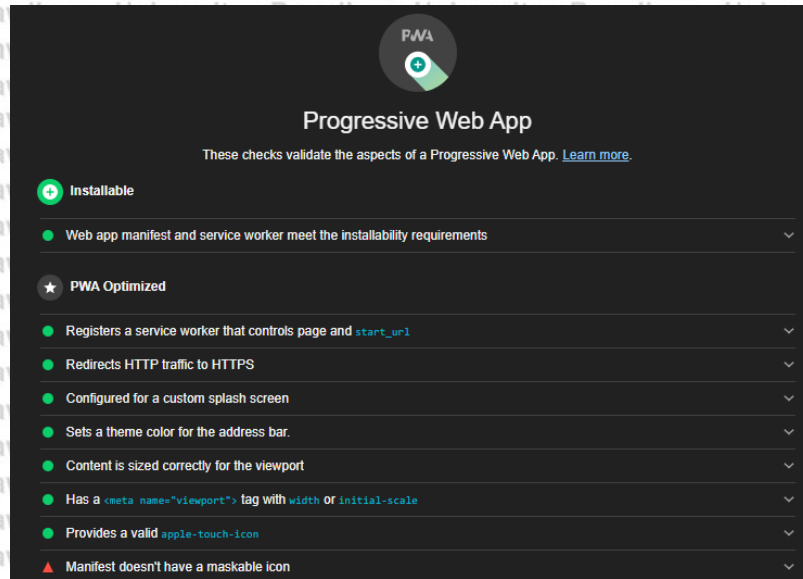 PWA
Progressive Web App
These checks validate the aspects of a Progressive Web App. Learn more.
Installable
Web app manifest and service worker meet the installability requirements
PWA Optimized
Registers a service worker that controls page and start_url
Redirects HTTP traffic to HTTPS
Configured for a custom splash screen
Sets a theme color for the address bar.
Content is sized correctly for the viewport
Has a <meta name="viewport"> tag with width or initial-scale
Provides a valid apple-touch-icon
Manifest doesn't have a maskable icon